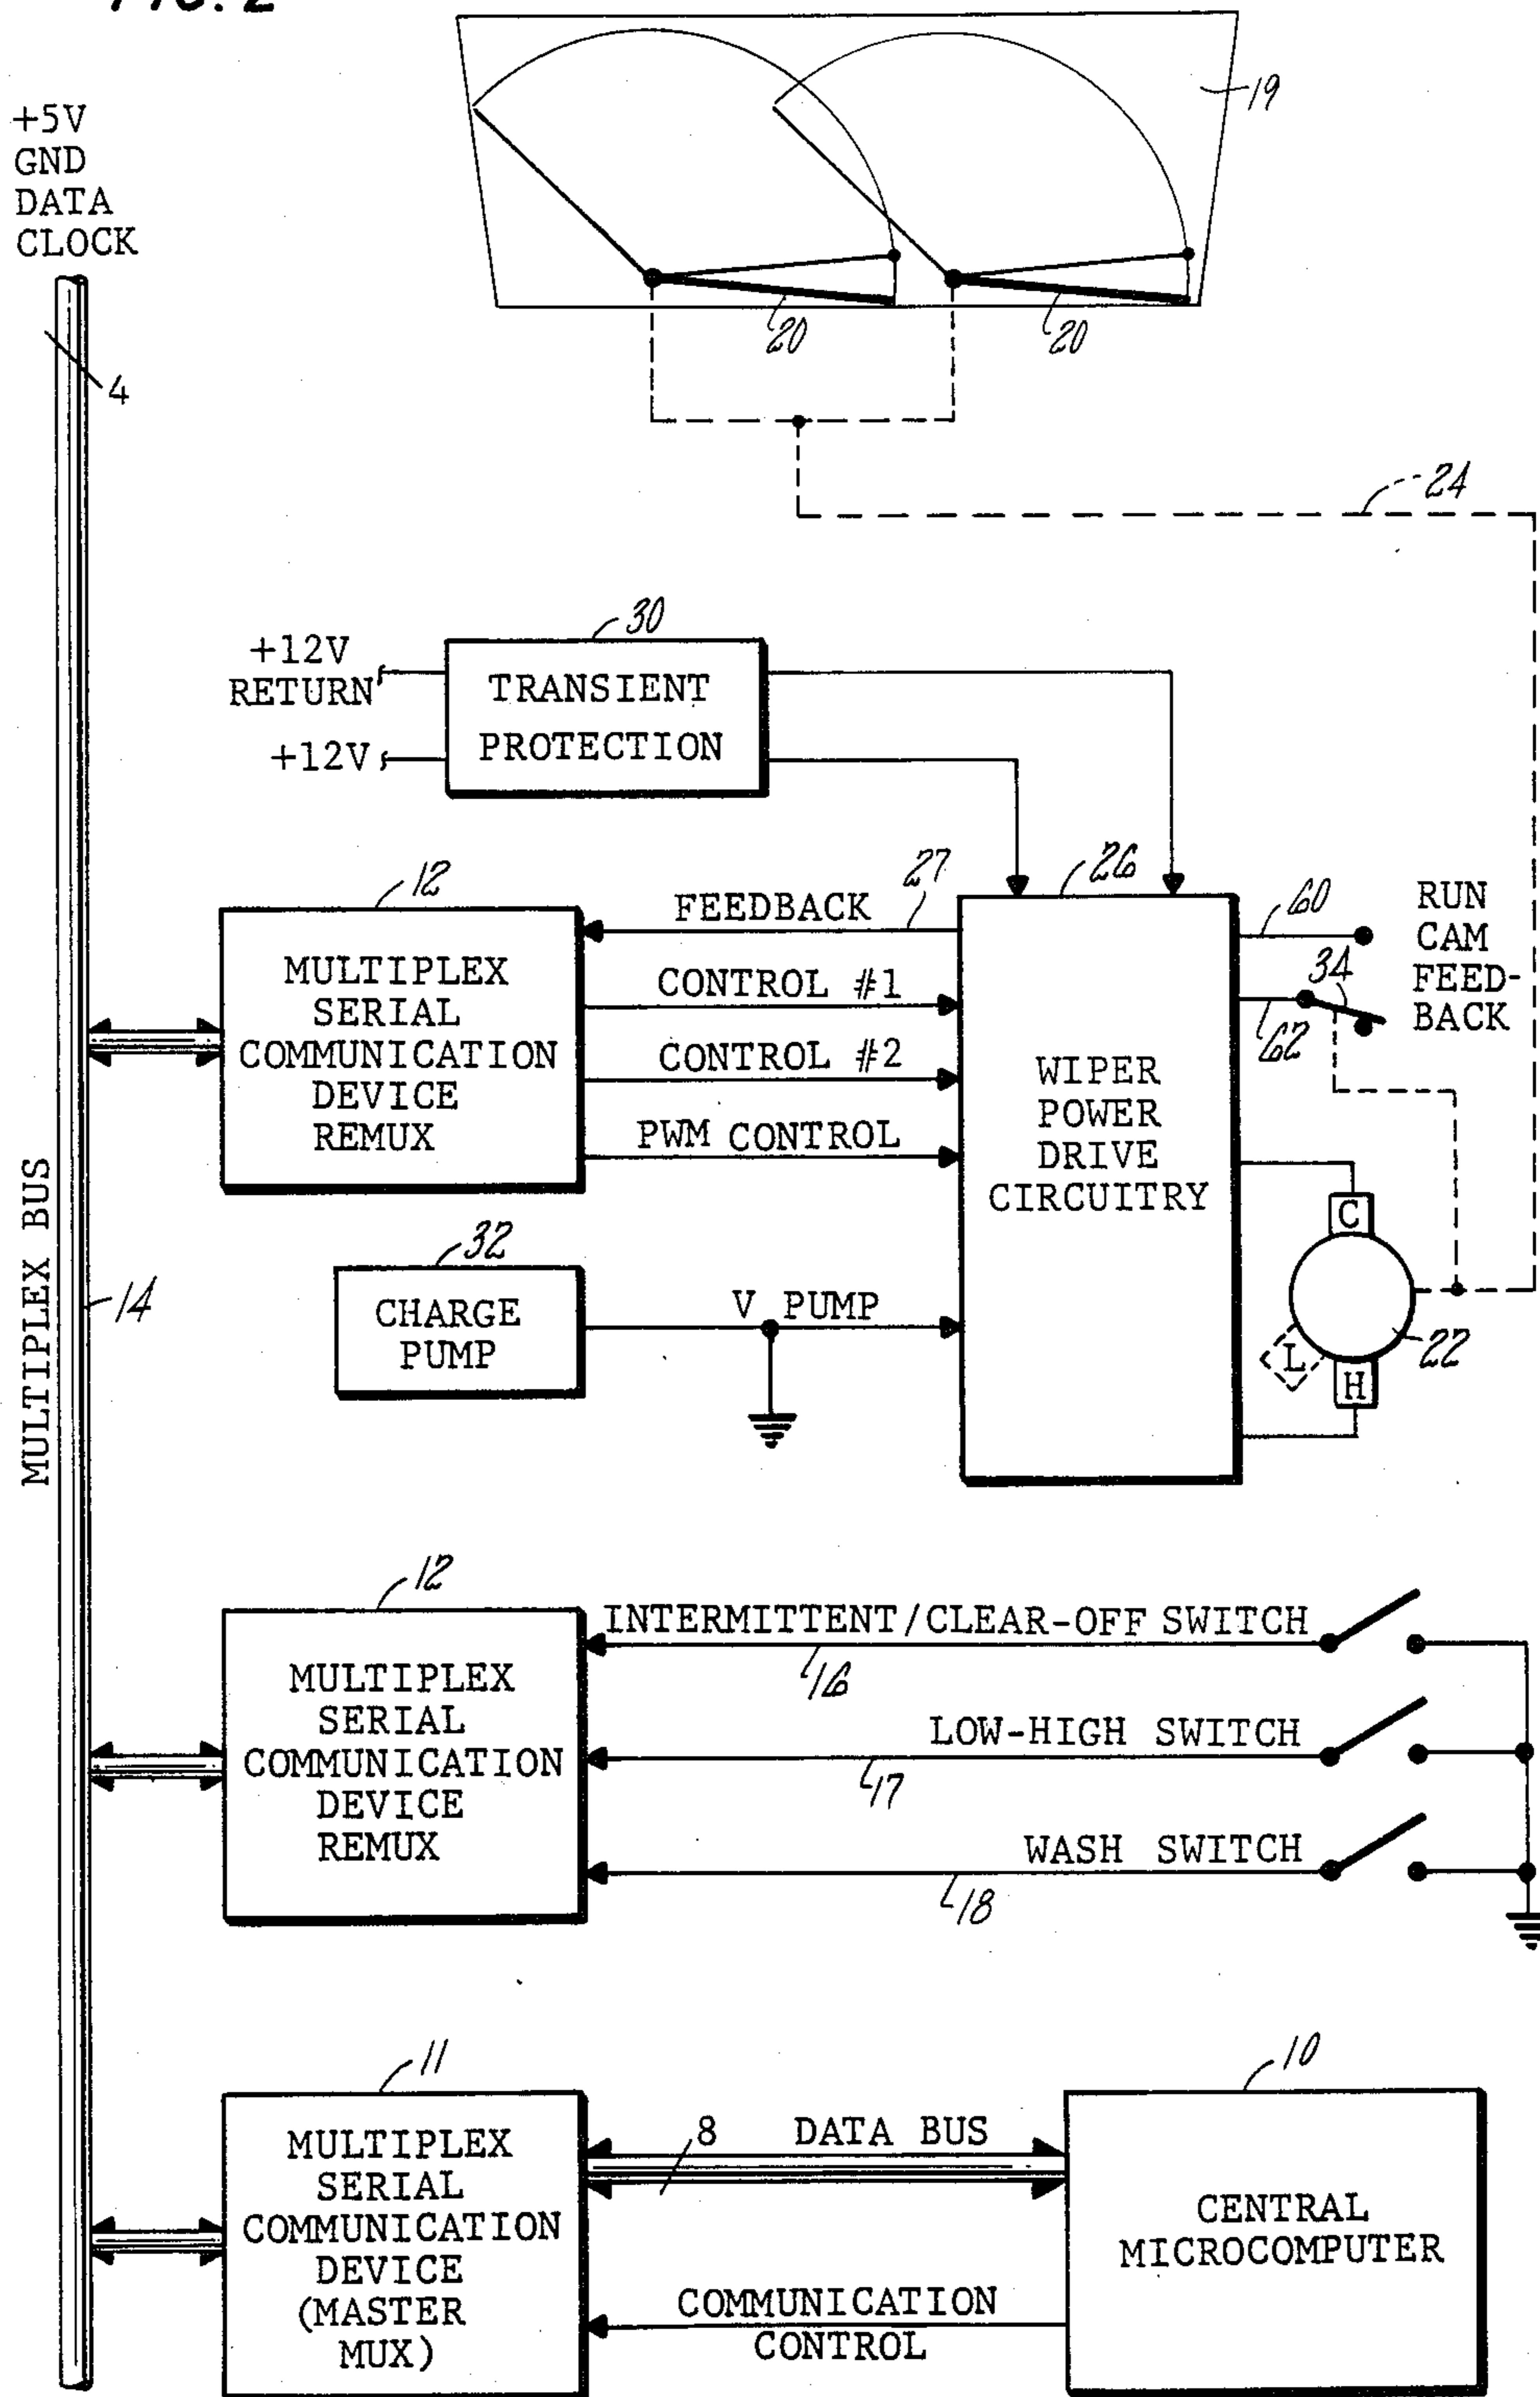 FIG. 2
19
+5V
GND
DATA
CLOCK
4
20
20
24
30
+12V
RETURN
+12V
TRANSIENT
PROTECTION
12
27
26
FEEDBACK
CONTROL #1
CONTROL #2
PWM CONTROL
MULTIPLEX
SERIAL
COMMUNICATION
DEVICE
REMUX
WIPER
POWER
DRIVE
CIRCUITRY
60
34
62
RUN
CAM
FEED-
BACK
C
L
H
22
32
CHARGE
PUMP
V PUMP
MULTIPLEX BUS
14
12
MULTIPLEX
SERIAL
COMMUNICATION
DEVICE
REMUX
INTERMITTENT/CLEAR-OFF SWITCH
16
LOW-HIGH SWITCH
17
WASH SWITCH
18
11
MULTIPLEX
SERIAL
COMMUNICATION
DEVICE
(MASTER
MUX)
8 DATA BUS
COMMUNICATION
CONTROL
10
CENTRAL
MICROCOMPUTER